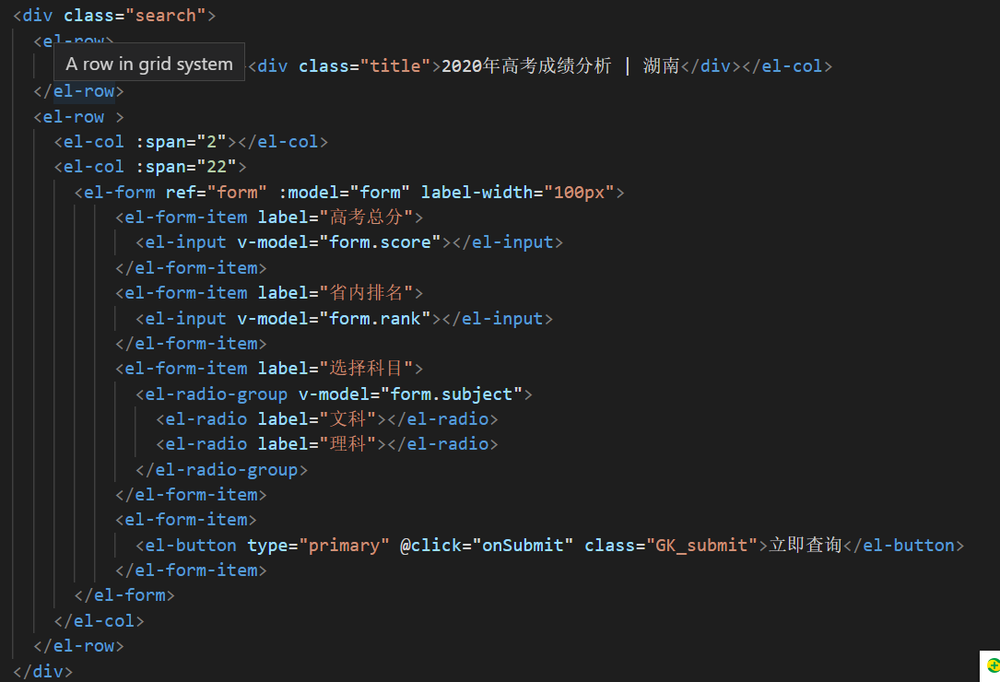 <div class="search">
<el-row>
A row in grid system
<div class="title">2020年高考成绩分析 | 湖南</div></el-col>
</el-row>
<el-row >
<el-col :span="2"></el-col>
<el-col :span="22">
<el-form ref="form" :model="form" label-width="100px">
<el-form-item label="高考总分">
<el-input v-model="form.score"></el-input>
</el-form-item>
<el-form-item label="省内排名">
<el-input v-model="form.rank"></el-input>
</el-form-item>
<el-form-item label="选择科目">
<el-radio-group v-model="form.subject">
<el-radio label="文科"></el-radio>
<el-radio label="理科"></el-radio>
</el-radio-group>
</el-form-item>
<el-form-item>
<el-button type="primary" @click="onSubmit" class="GK_submit">立即查询</el-button>
</el-form-item>
</el-form>
</el-col>
</el-row>
</div>